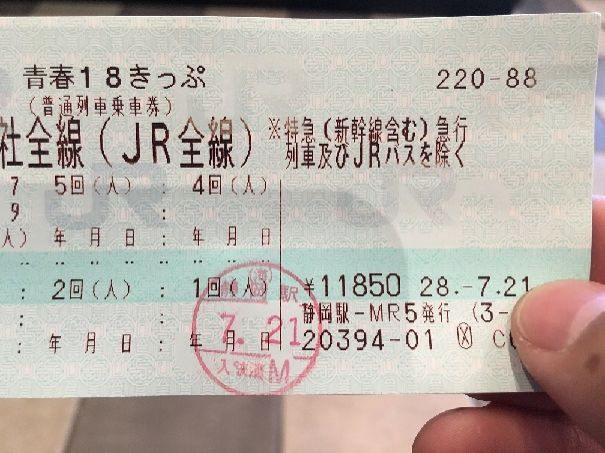 青春18きっぷ 220-88
(普通列車乗車券)
社全線(JR全線) ※特急(新幹線含む)急行
列車及びJRバスを除く
7 5回(人) : 4回(人) :
9 : :
人) 年 月 日 年 月 日
: 2回(人) : 1回(人) ¥11850 28.-7.21
: : 駅 静岡駅-MR5発行 (3-
年 月 日 年 月 日 7.21 20394-01 Ⓧ C
M